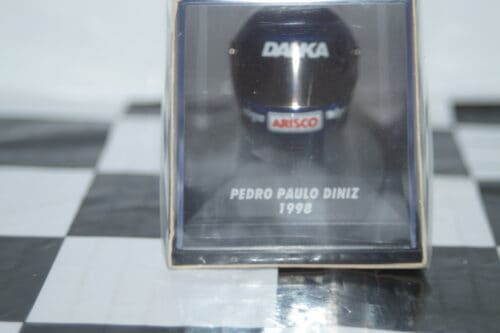 DANKA
ARISCO
PEDRO PAULO DINIZ
1998